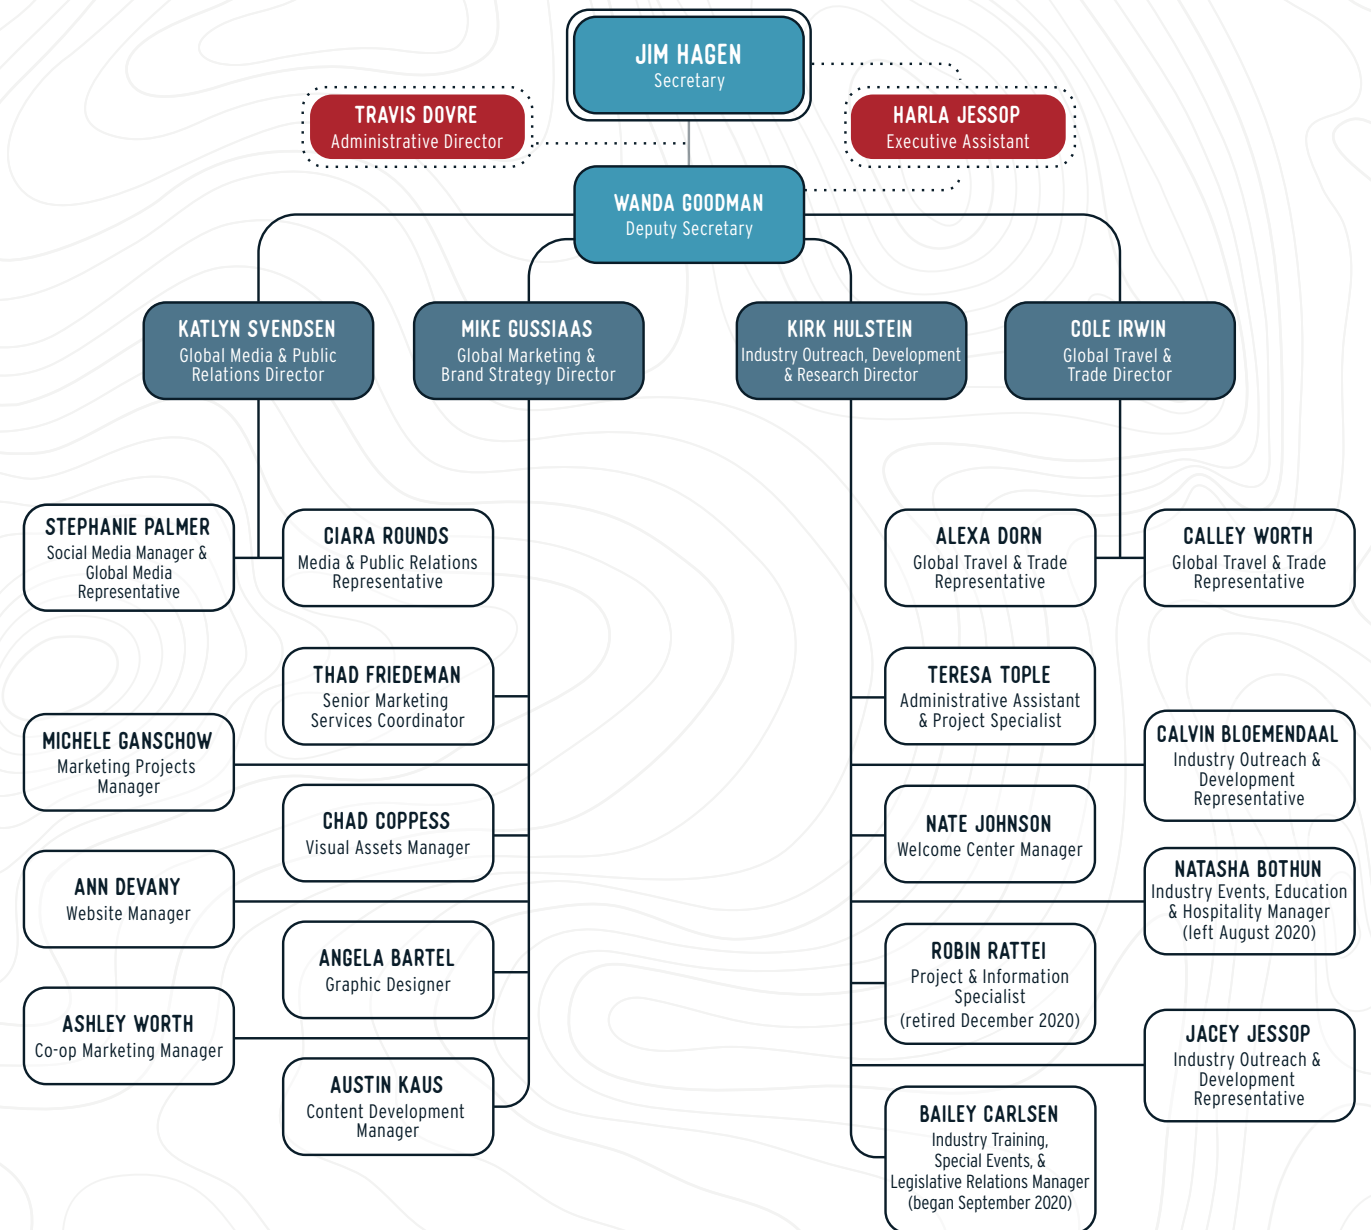 JIM HAGEN
Secretary
TRAVIS DOVRE
Administrative Director
HARLA JESSOP
Executive Assistant
WANDA GOODMAN
Deputy Secretary
KATLYN SVENDSEN
Global Media & Public
Relations Director
MIKE GUSSIAAS
Global Marketing &
Brand Strategy Director
KIRK HULSTEIN
Industry Outreach, Development
& Research Director
COLE IRWIN
Global Travel &
Trade Director
STEPHANIE PALMER
Social Media Manager &
Global Media
Representative
CIARA ROUNDS
Media & Public Relations
Representative
ALEXA DORN
Global Travel & Trade
Representative
CALLEY WORTH
Global Travel & Trade
Representative
THAD FRIEDEMAN
Senior Marketing
Services Coordinator
TERESA TOPLE
Administrative Assistant
& Project Specialist
MICHELE GANSCHOW
Marketing Projects
Manager
CALVIN BLOEMENDAAL
Industry Outreach &
Development
Representative
CHAD COPPESS
Visual Assets Manager
NATE JOHNSON
Welcome Center Manager
ANN DEVANY
Website Manager
NATASHA BOTHUN
Industry Events, Education
& Hospitality Manager
(left August 2020)
ANGELA BARTEL
Graphic Designer
ROBIN RATTEI
Project & Information
Specialist
(retired December 2020)
ASHLEY WORTH
Co-op Marketing Manager
JACEY JESSOP
Industry Outreach &
Development
Representative
AUSTIN KAUS
Content Development
Manager
BAILEY CARLSEN
Industry Training,
Special Events, &
Legislative Relations Manager
(began September 2020)